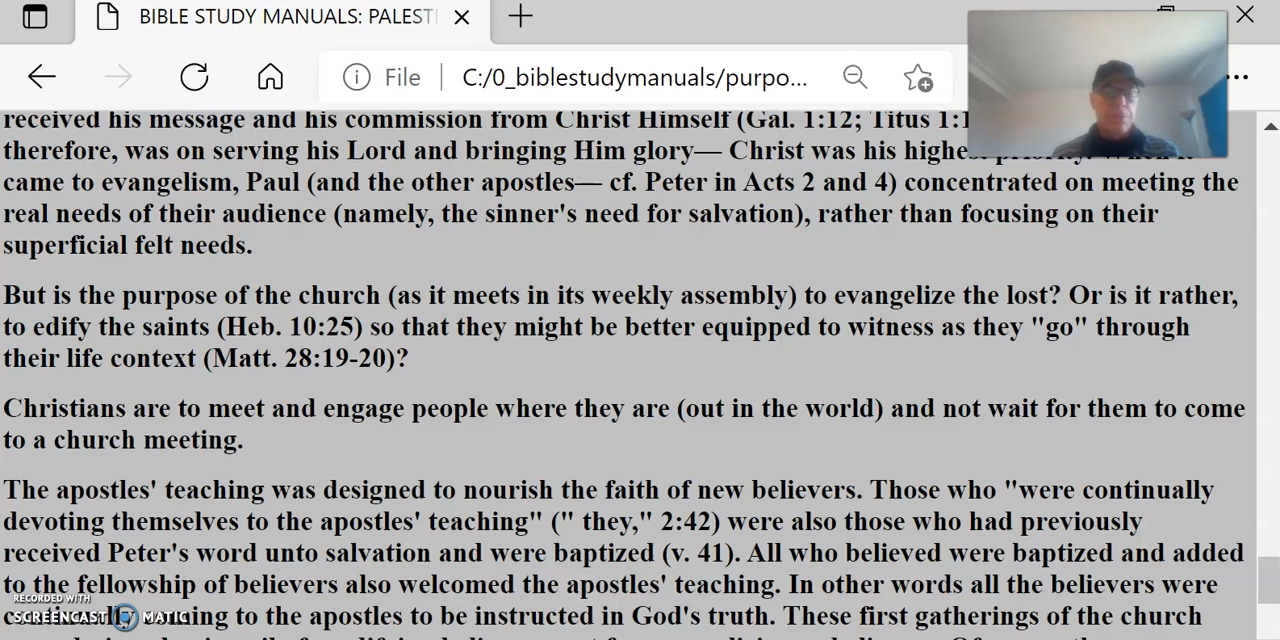 BIBLE STUDY MANUALS: PALEST
File C:/0_biblestudymanuals/purpo...
received his message and his commission from Christ Himself (Gal. 1:12; Titus 1:1
therefore, was on serving his Lord and bringing Him glory— Christ was his highest priority. When it
came to evangelism, Paul (and the other apostles— cf. Peter in Acts 2 and 4) concentrated on meeting the
real needs of their audience (namely, the sinner's need for salvation), rather than focusing on their
superficial felt needs.
But is the purpose of the church (as it meets in its weekly assembly) to evangelize the lost? Or is it rather,
to edify the saints (Heb. 10:25) so that they might be better equipped to witness as they "go" through
their life context (Matt. 28:19-20)?
Christians are to meet and engage people where they are (out in the world) and not wait for them to come
to a church meeting.
The apostles' teaching was designed to nourish the faith of new believers. Those who "were continually
devoting themselves to the apostles' teaching" (" they," 2:42) were also those who had previously
received Peter's word unto salvation and were baptized (v. 41). All who believed were baptized and added
to the fellowship of believers also welcomed the apostles' teaching. In other words all the believers were
coming to the apostles to be instructed in God's truth. These first gatherings of the church
RECORDED WITH
SCREENCAST MATIC